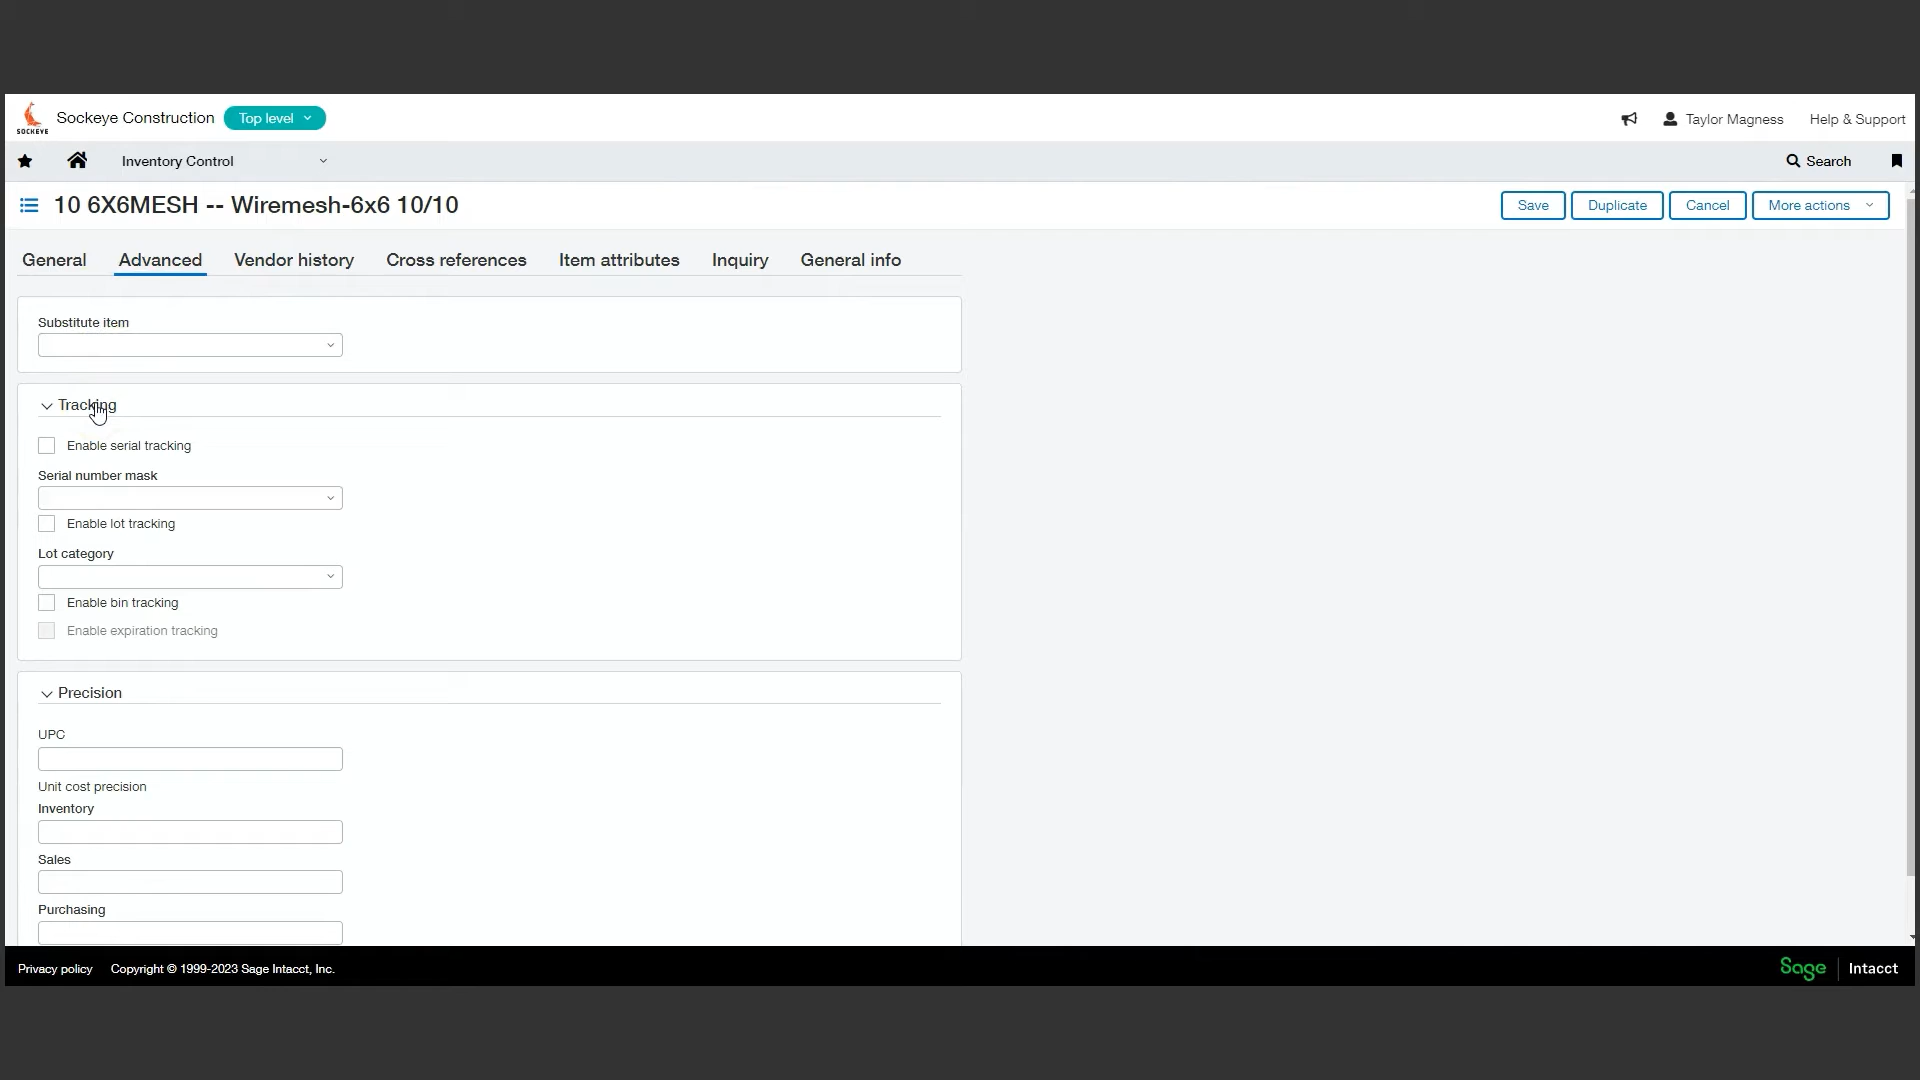 SOCKEYE
Sockeye Construction
Top level
Taylor Magness
Help & Support
Inventory Control
Search
10 6X6MESH -- Wiremesh-6x6 10/10
Save
Duplicate
Cancel
More actions
General
Advanced
Vendor history
Cross references
Item attributes
Inquiry
General info
Substitute item
Tracking
Enable serial tracking
Serial number mask
Enable lot tracking
Lot category
Enable bin tracking
Enable expiration tracking
Precision
UPC
Unit cost precision
Inventory
Sales
Purchasing
Privacy policy
Copyright © 1999-2023 Sage Intacct, Inc.
Sage
Intacct